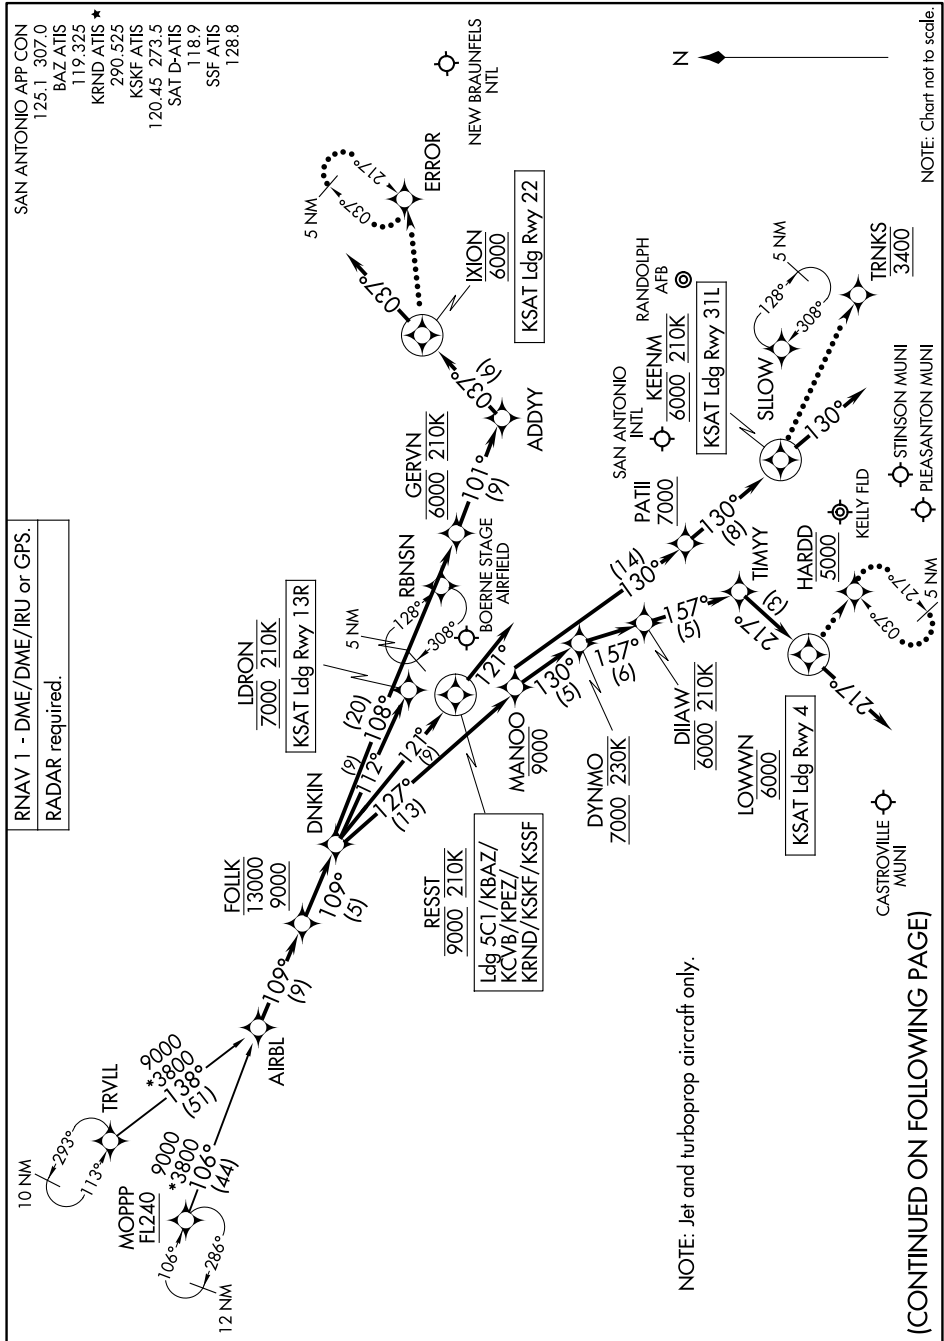 RNAV 1 - DME/DME/IRU or GPS.
RADAR required.
SAN ANTONIO APP CON
125.1 307.0
BAZ ATIS
119.325
KRND ATIS ★
290.525
KSKF ATIS
120.45 273.5
SAT D-ATIS
118.9
SSF ATIS
128.8
10 NM
293°
113°
TRVLL
9000
*3800
138°
(51)
MOPPP
FL240
106°
286°
12 NM
9000
*3800
106°
(44)
AIRBL
109°
(9)
FOLLK
13000
9000
109°
(5)
DNKIN
(20)
108°
(9)
112°
121°
(9)
127°
(13)
LDRON
7000 210K
KSAT Ldg Rwy 13R
5 NM
128°
308°
RBNSN
GERVN
6000 210K
BOERNE STAGE
AIRFIELD
101°
(9)
ADDYY
037°
(6)
IXION
6000
KSAT Ldg Rwy 22
037°
5 NM
037°
217°
ERROR
NEW BRAUNFELS
NTL
RESST
9000 210K
Ldg 5C1/KBAZ/
KCVB/KPEZ/
KRND/KSKF/KSSF
121°
MANOO
9000
(14)
130°
130°
(5)
PATII
7000
130°
(8)
SAN ANTONIO
INTL
KEENM
6000 210K
KSAT Ldg Rwy 31L
RANDOLPH
AFB
130°
SLLOW
128°
308°
5 NM
TRNKS
3400
DYNMO
7000 230K
157°
(6)
DIIAW
6000 210K
157°
(5)
TIMYY
217°
(3)
LOWWN
6000
KSAT Ldg Rwy 4
217°
HARDD
5000
037°
217°
5 NM
KELLY FLD
STINSON MUNI
PLEASANTON MUNI
CASTROVILLE
MUNI
N
NOTE: Jet and turboprop aircraft only.
NOTE: Chart not to scale.
(CONTINUED ON FOLLOWING PAGE)